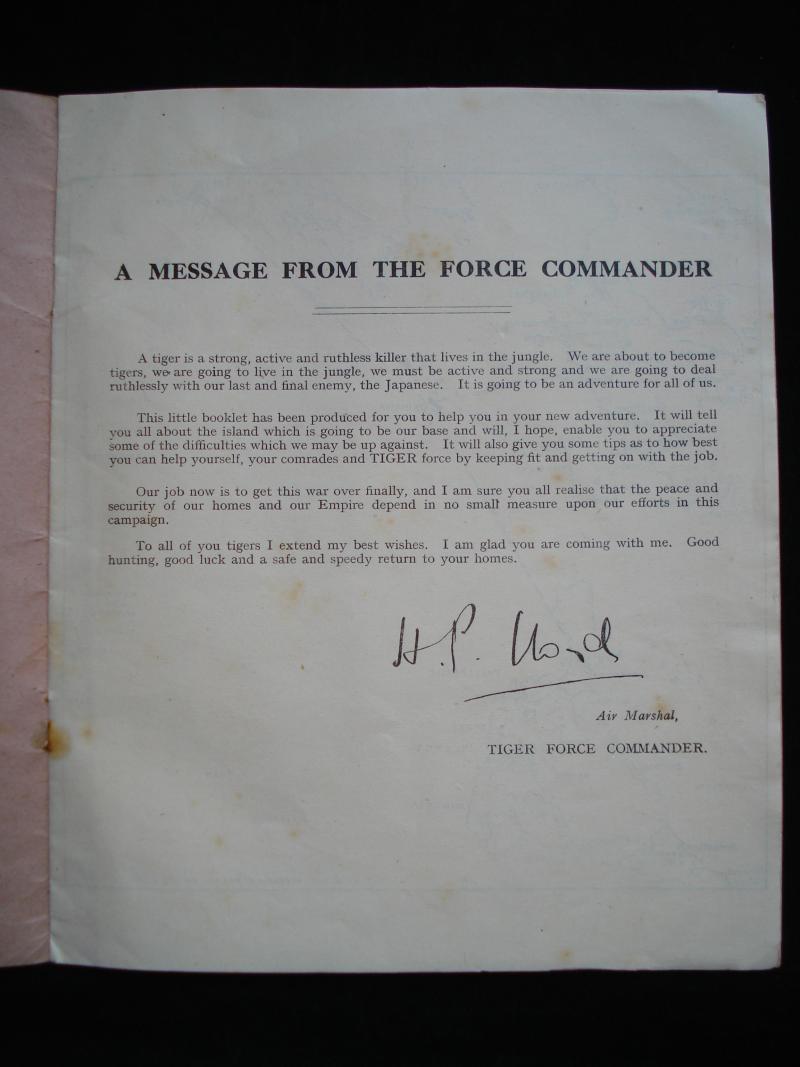 A MESSAGE FROM THE FORCE COMMANDER
A tiger is a strong, active and ruthless killer that lives in the jungle. We are about to become
tigers, we are going to live in the jungle, we must be active and strong and we are going to deal
ruthlessly with our last and final enemy, the Japanese. It is going to be an adventure for all of us.
This little booklet has been produced for you to help you in your new adventure. It will tell
you all about the island which is going to be our base and will, I hope, enable you to appreciate
some of the difficulties which we may be up against. It will also give you some tips as to how best
you can help yourself, your comrades and TIGER force by keeping fit and getting on with the job.
Our job now is to get this war over finally, and I am sure you all realise that the peace and
security of our homes and our Empire depend in no small measure upon our efforts in this
campaign.
To all of you tigers I extend my best wishes. I am glad you are coming with me. Good
hunting, good luck and a safe and speedy return to your homes.
H.P. Lloyd
Air Marshal,
TIGER FORCE COMMANDER.